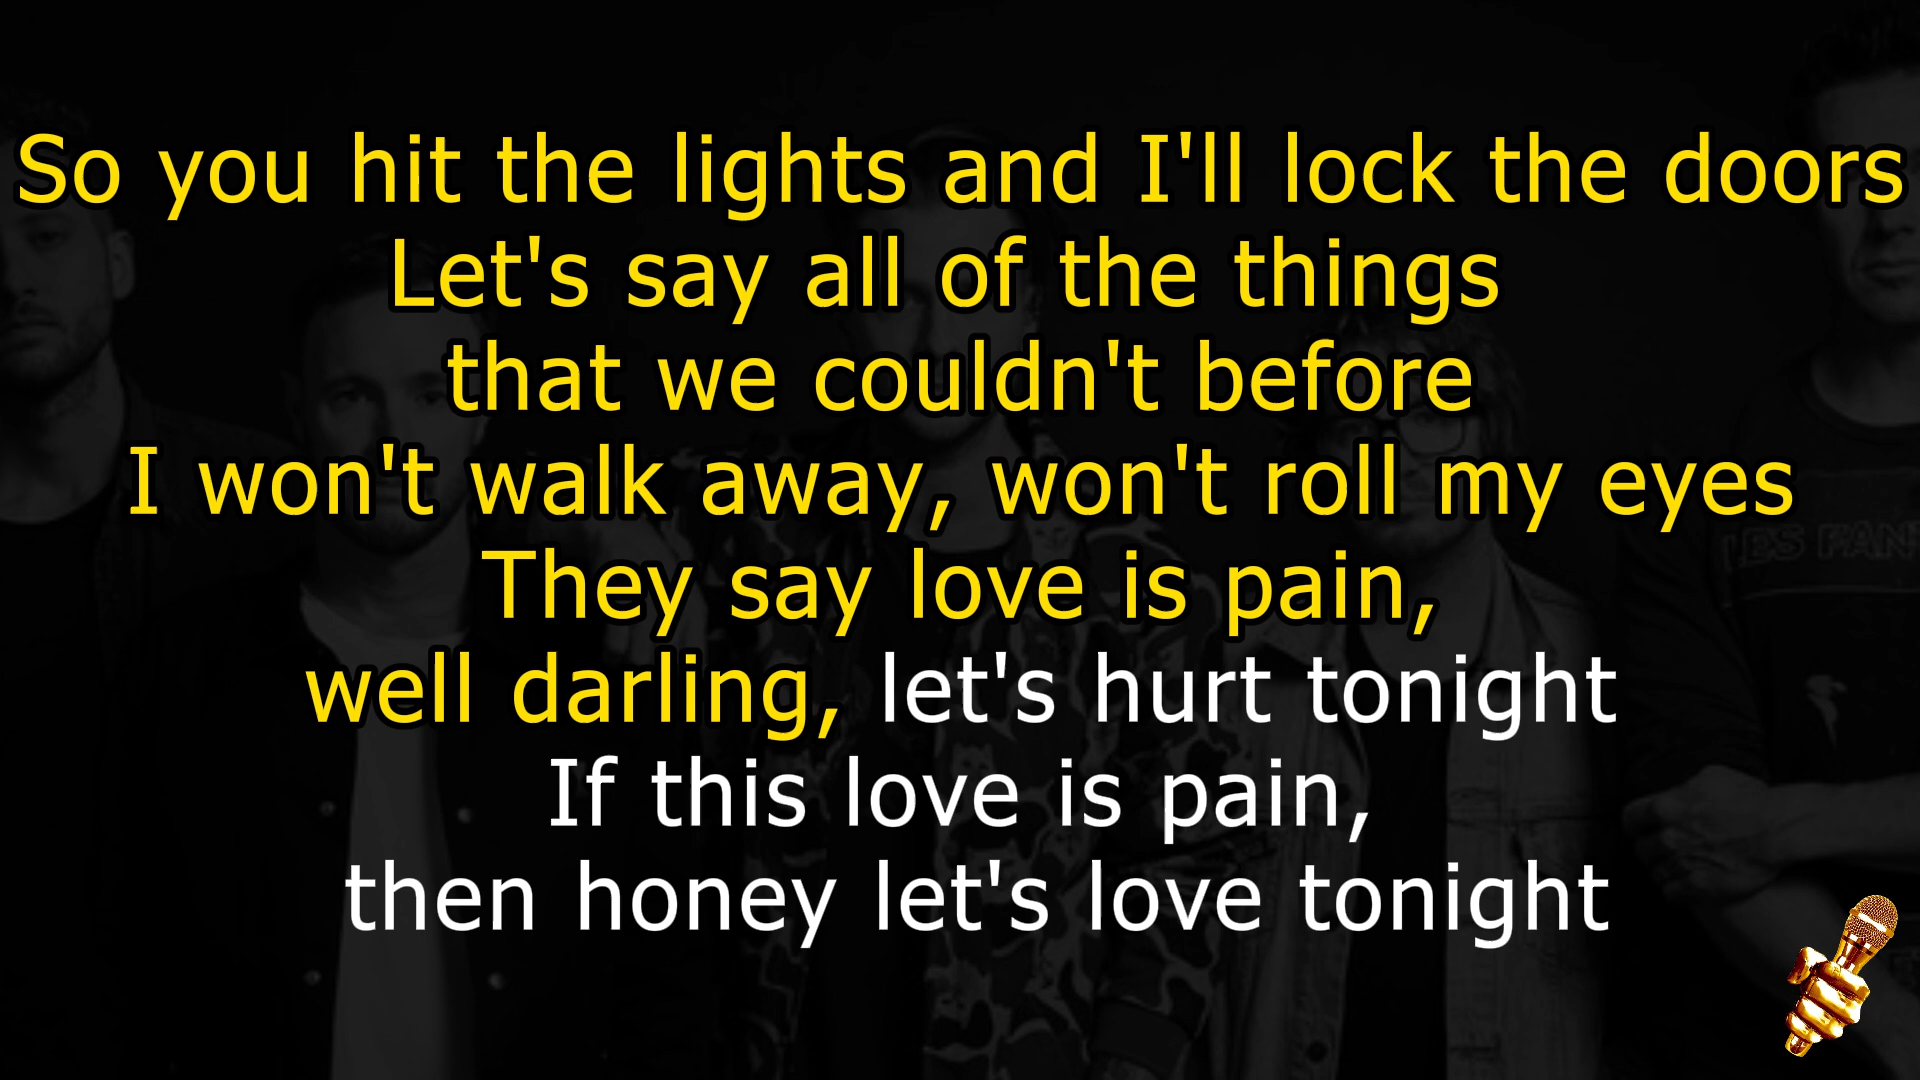 So you hit the lights and I'll lock the doors
Let's say all of the things
that we couldn't before
I won't walk away, won't roll my eyes
They say love is pain,
well darling, let's hurt tonight
If this love is pain,
then honey let's love tonight